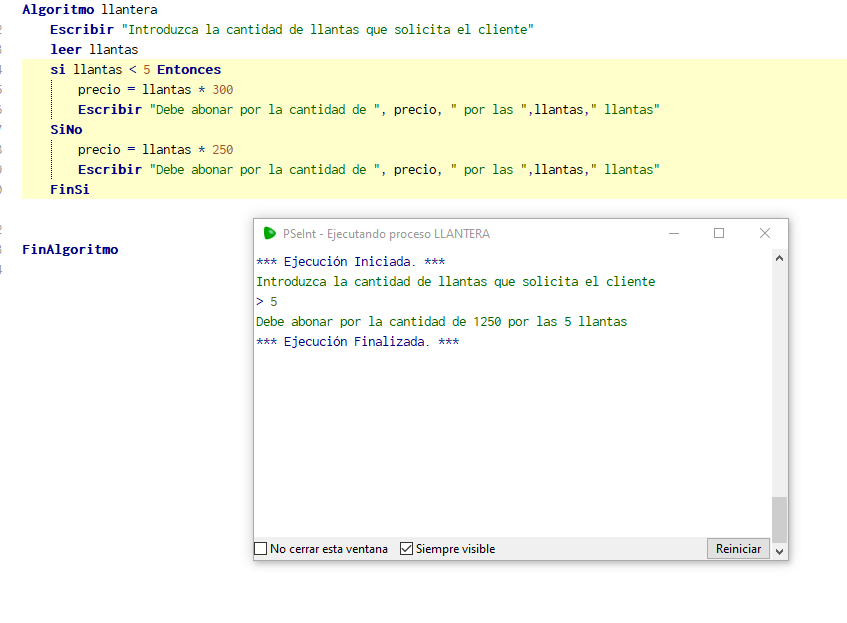 Algoritmo llantera
Escribir "Introduzca la cantidad de llantas que solicita el cliente"
leer llantas
si llantas < 5 Entonces
precio = llantas * 300
Escribir "Debe abonar por la cantidad de ", precio, " por las ",llantas," llantas"
SiNo
precio = llantas * 250
Escribir "Debe abonar por la cantidad de ", precio, " por las ",llantas," llantas"
FinSi
FinAlgoritmo
PSeInt - Ejecutando proceso LLANTERA
*** Ejecución Iniciada. ***
Introduzca la cantidad de llantas que solicita el cliente
> 5
Debe abonar por la cantidad de 1250 por las 5 llantas
*** Ejecución Finalizada. ***
No cerrar esta ventana
Siempre visible
Reiniciar